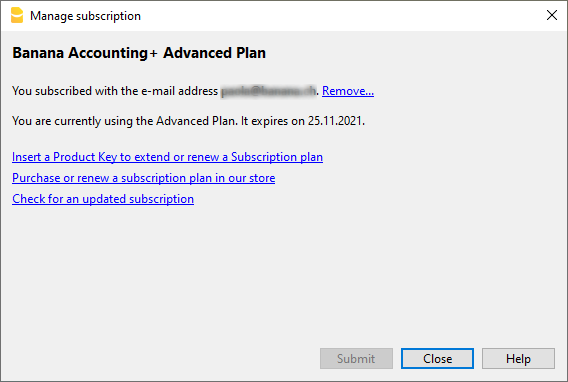 Manage subscription
Banana Accounting+ Advanced Plan
You subscribed with the e-mail address . Remove...
You are currently using the Advanced Plan. It expires on 25.11.2021.
Insert a Product Key to extend or renew a Subscription plan
Purchase or renew a subscription plan in our store
Check for an updated subscription
Submit Close Help